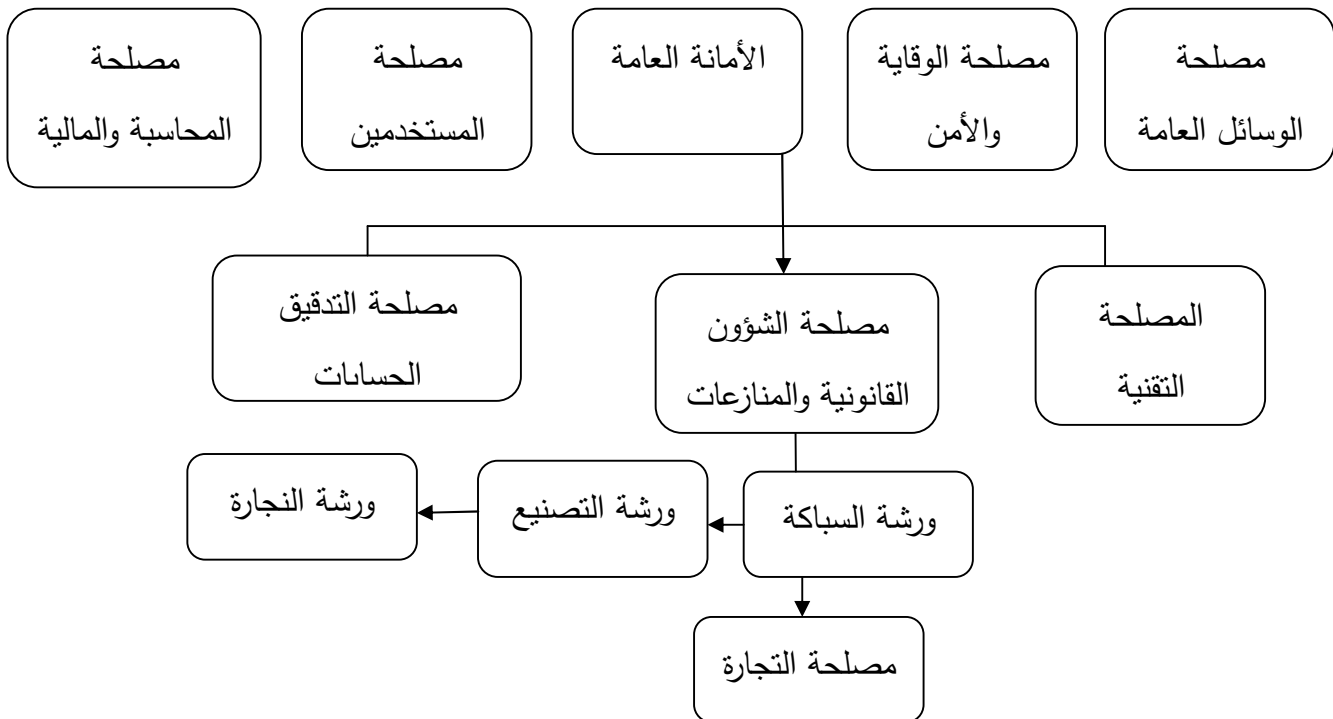 مصلحة
الوسائل العامة
مصلحة الوقاية
والأمن
الأمانة العامة
مصلحة
المستخدمين
مصلحة
المحاسبة والمالية
المصلحة
التقنية
مصلحة الشؤون
القانونية والمنازعات
مصلحة التدقيق
الحسابات
ورشة السباكة
ورشة التصنيع
ورشة النجارة
مصلحة التجارة